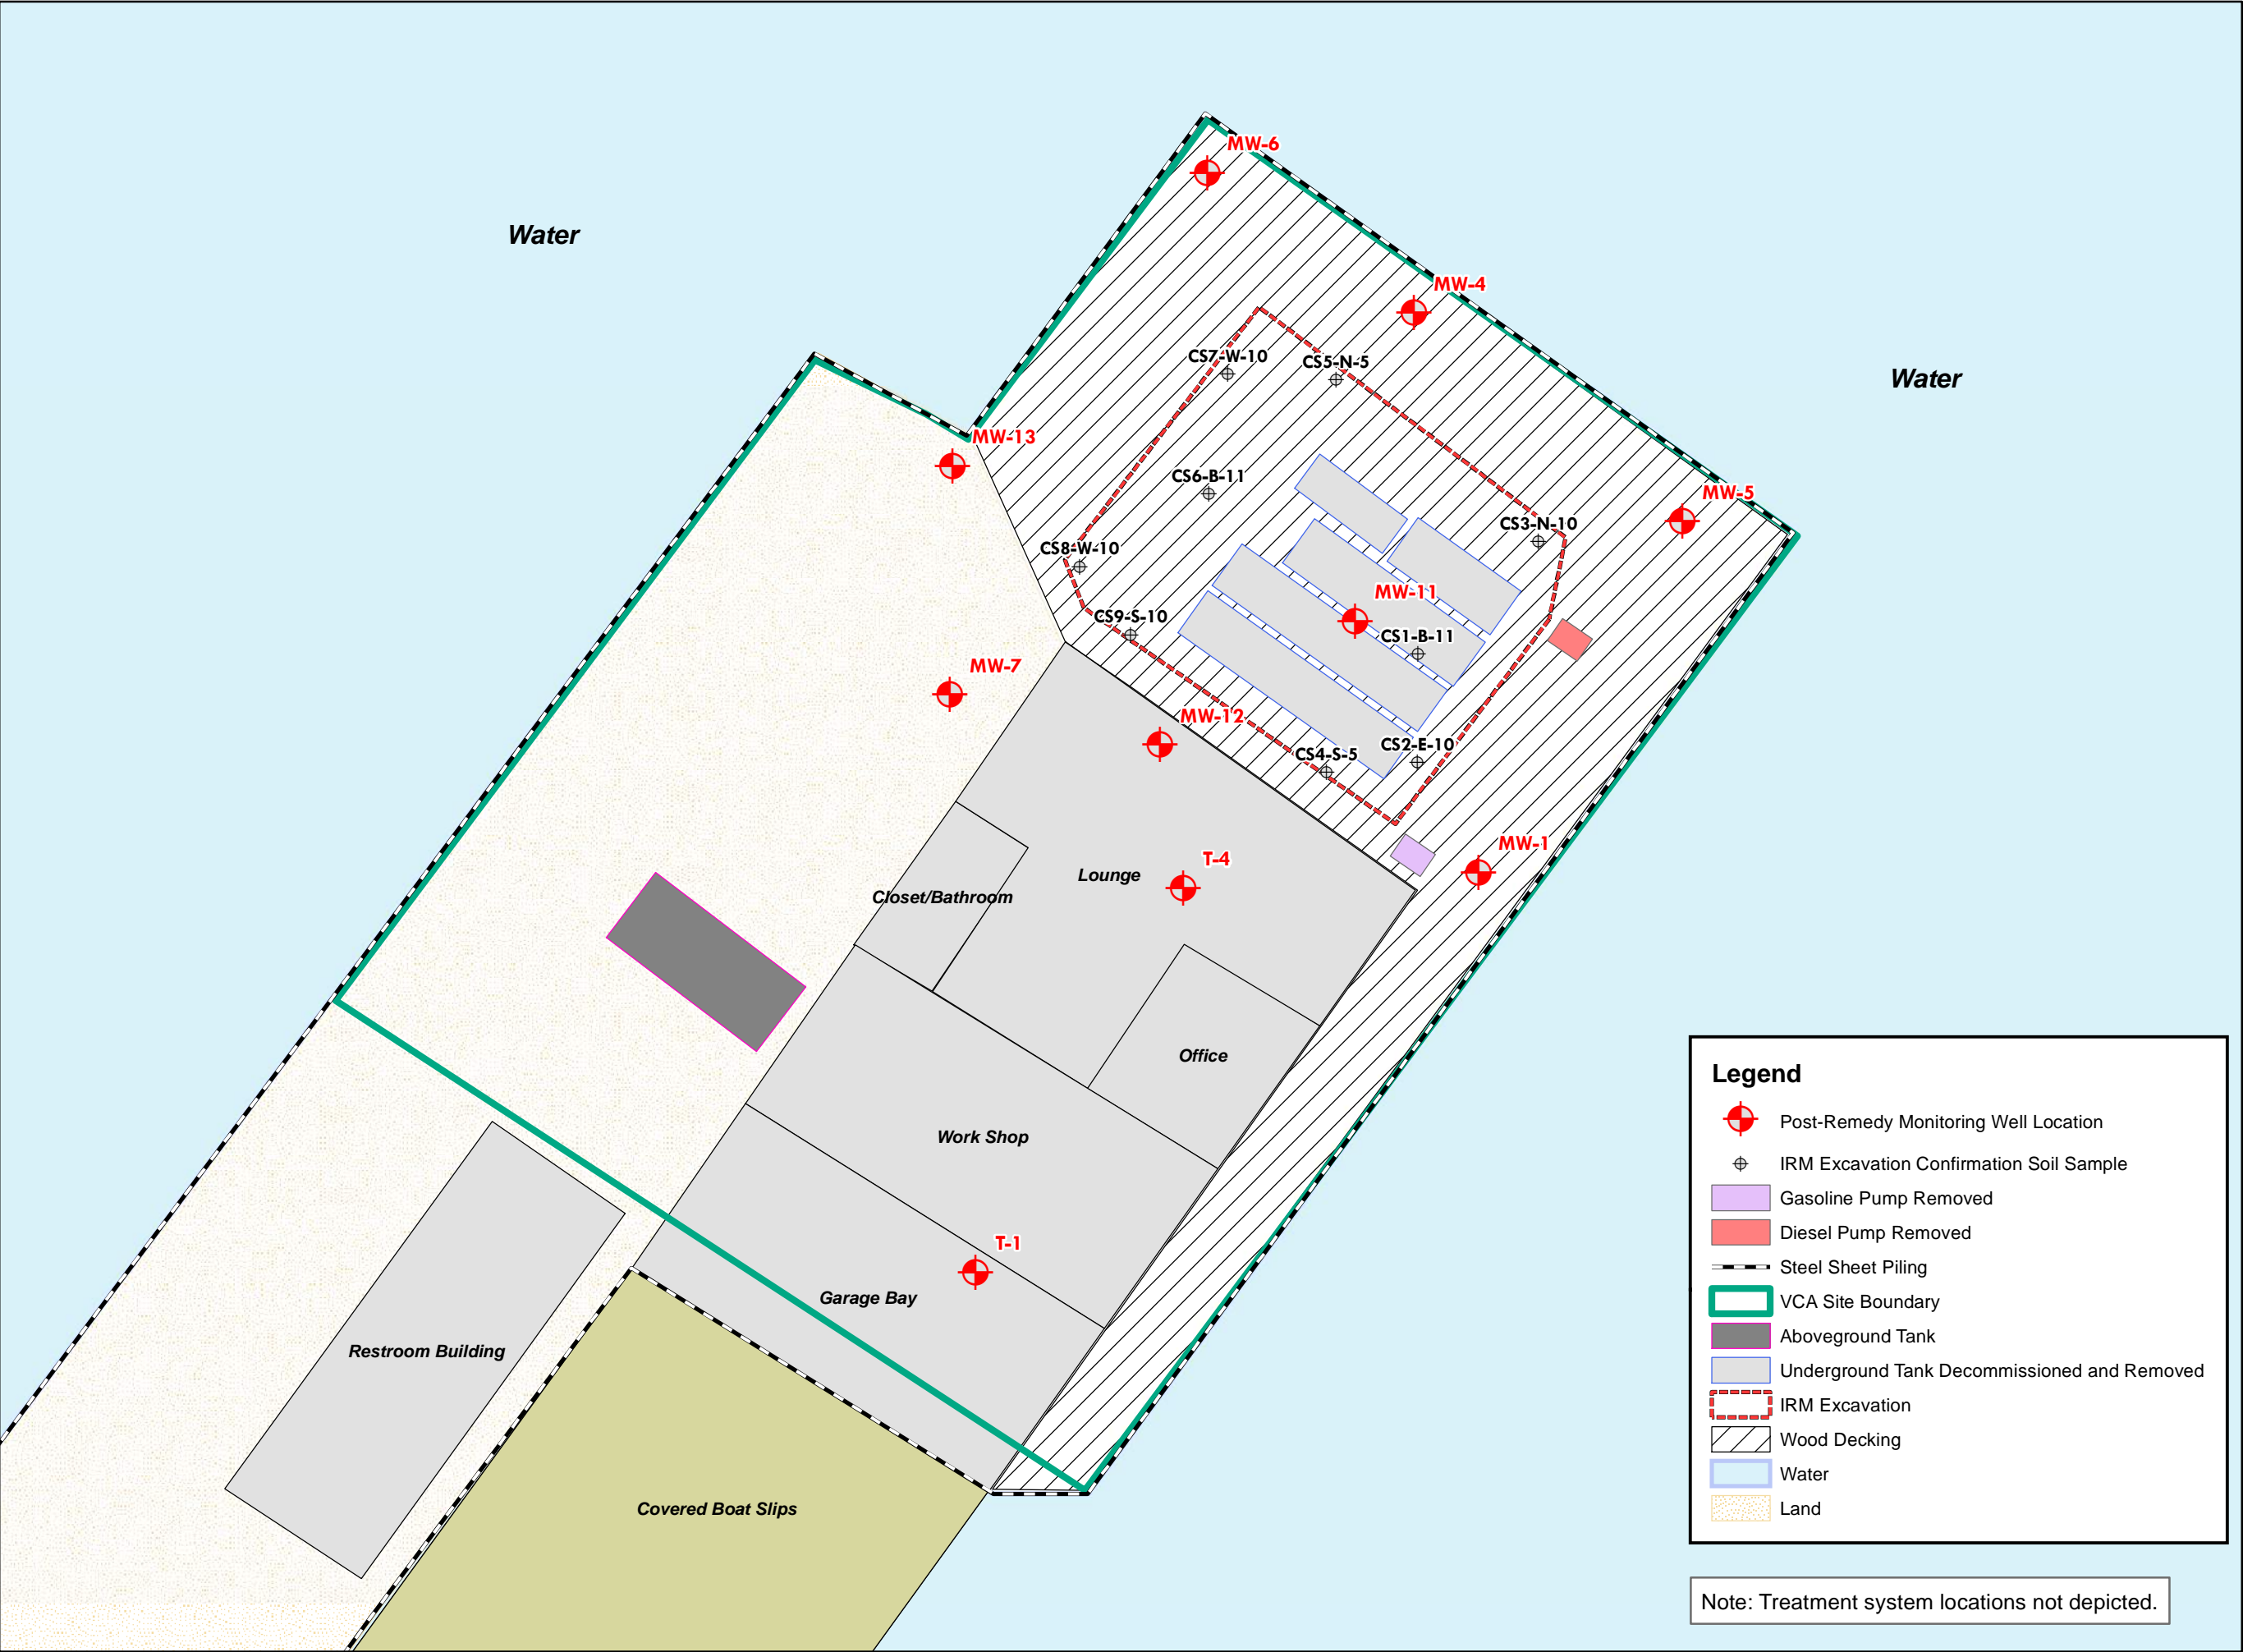 MW-6
Water
MW-4
CS7-W-10
CS5-N-5
Water
MW-13
CS6-B-11
MW-5
CS3-N-10
CS8-W-10
MW-11
CS9-S-10
CS1-B-11
MW-7
MW-12
CS2-E-10
CS4-S-5
MW-1
T-4
Lounge
Closet/Bathroom
Office
Work Shop
T-1
Garage Bay
Restroom Building
Covered Boat Slips
Legend
Post-Remedy Monitoring Well Location
IRM Excavation Confirmation Soil Sample
Gasoline Pump Removed
Diesel Pump Removed
Steel Sheet Piling
VCA Site Boundary
Aboveground Tank
Underground Tank Decommissioned and Removed
IRM Excavation
Wood Decking
Water
Land
Note: Treatment system locations not depicted.